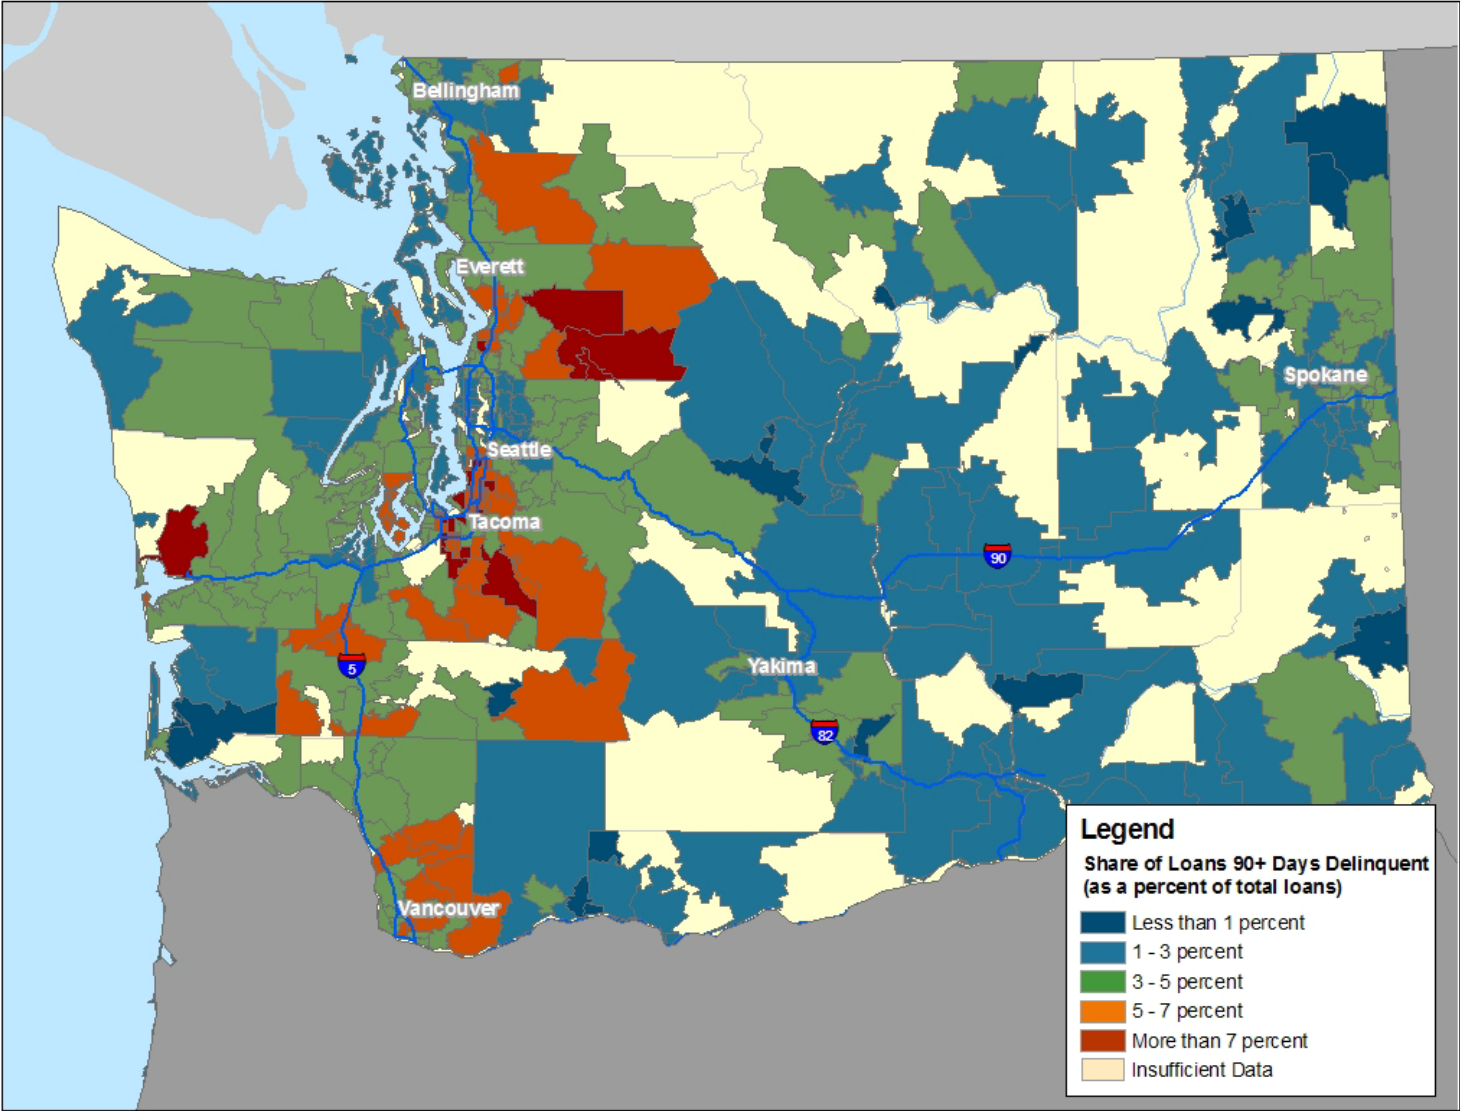 Bellingham
Everett
Spokane
Seattle
Tacoma
90
5
Yakima
82
Vancouver
Legend
Share of Loans 90+ Days Delinquent
(as a percent of total loans)
Less than 1 percent
1 - 3 percent
3 - 5 percent
5 - 7 percent
More than 7 percent
Insufficient Data